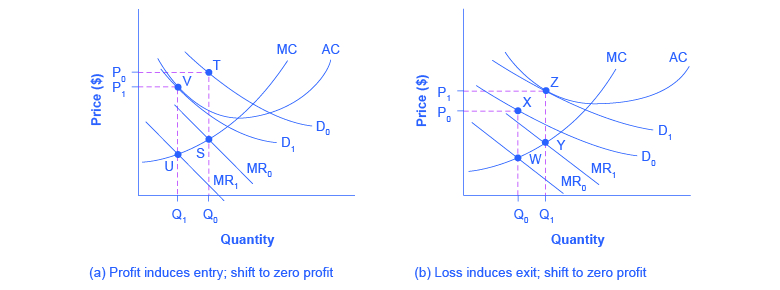 Price ($)
P₀
P₁
V
T
MC
AC
D₀
D₁
U
S
MR₀
MR₁
Q₁
Q₀
Quantity
(a) Profit induces entry; shift to zero profit
Price ($)
P₁
P₀
Z
X
MC
AC
D₁
D₀
W
Y
MR₁
MR₀
Q₀
Q₁
Quantity
(b) Loss induces exit; shift to zero profit